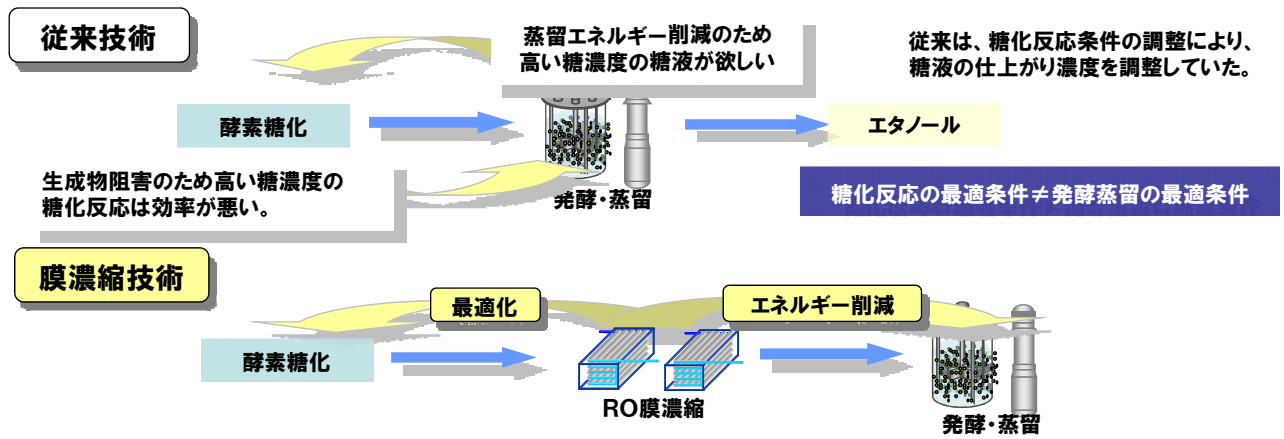 従来技術
蒸留エネルギー削減のため
高い糖濃度の糖液が欲しい
従来は、糖化反応条件の調整により、
糖液の仕上がり濃度を調整していた。
酵素糖化
エタノール
発酵・蒸留
生成物阻害のため高い糖濃度の
糖化反応は効率が悪い。
糖化反応の最適条件≠発酵蒸留の最適条件
膜濃縮技術
最適化
エネルギー削減
酵素糖化
RO膜濃縮
発酵・蒸留